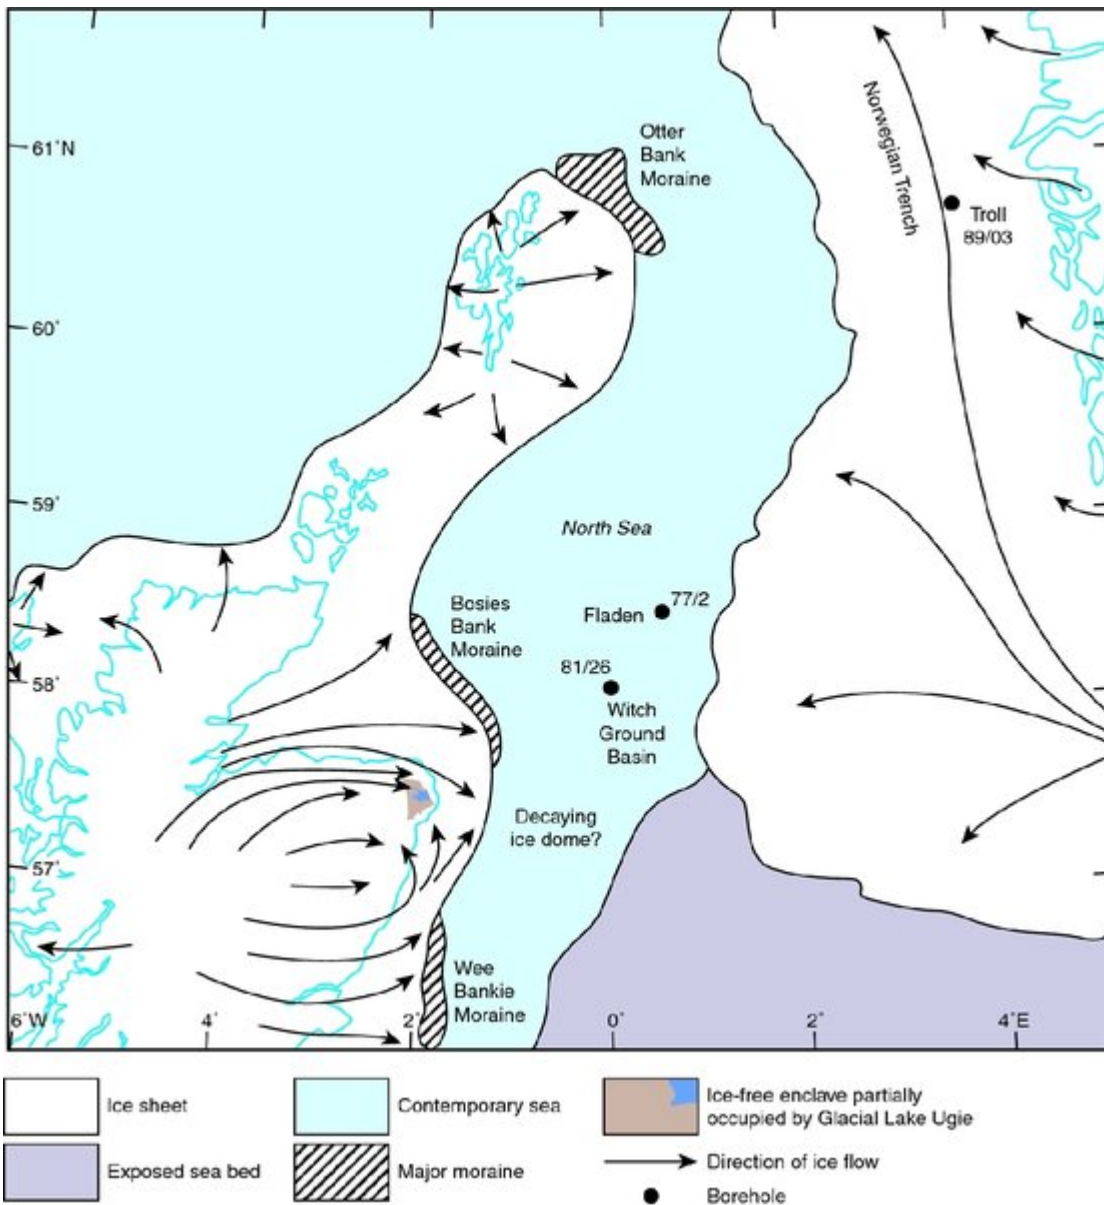 61°N
60°
59°
58°
57°
6°W
4°
2°
0°
2°
4°E
Otter
Bank
Moraine
Norwegian Trench
Troll
89/03
North Sea
Bosies
Bank
Moraine
77/2
Fladen
81/26
Witch
Ground
Basin
Decaying
ice dome?
Wee
Bankie
Moraine
Ice sheet
Contemporary sea
Ice-free enclave partially
occupied by Glacial Lake Ugie
Exposed sea bed
Major moraine
Direction of ice flow
Borehole